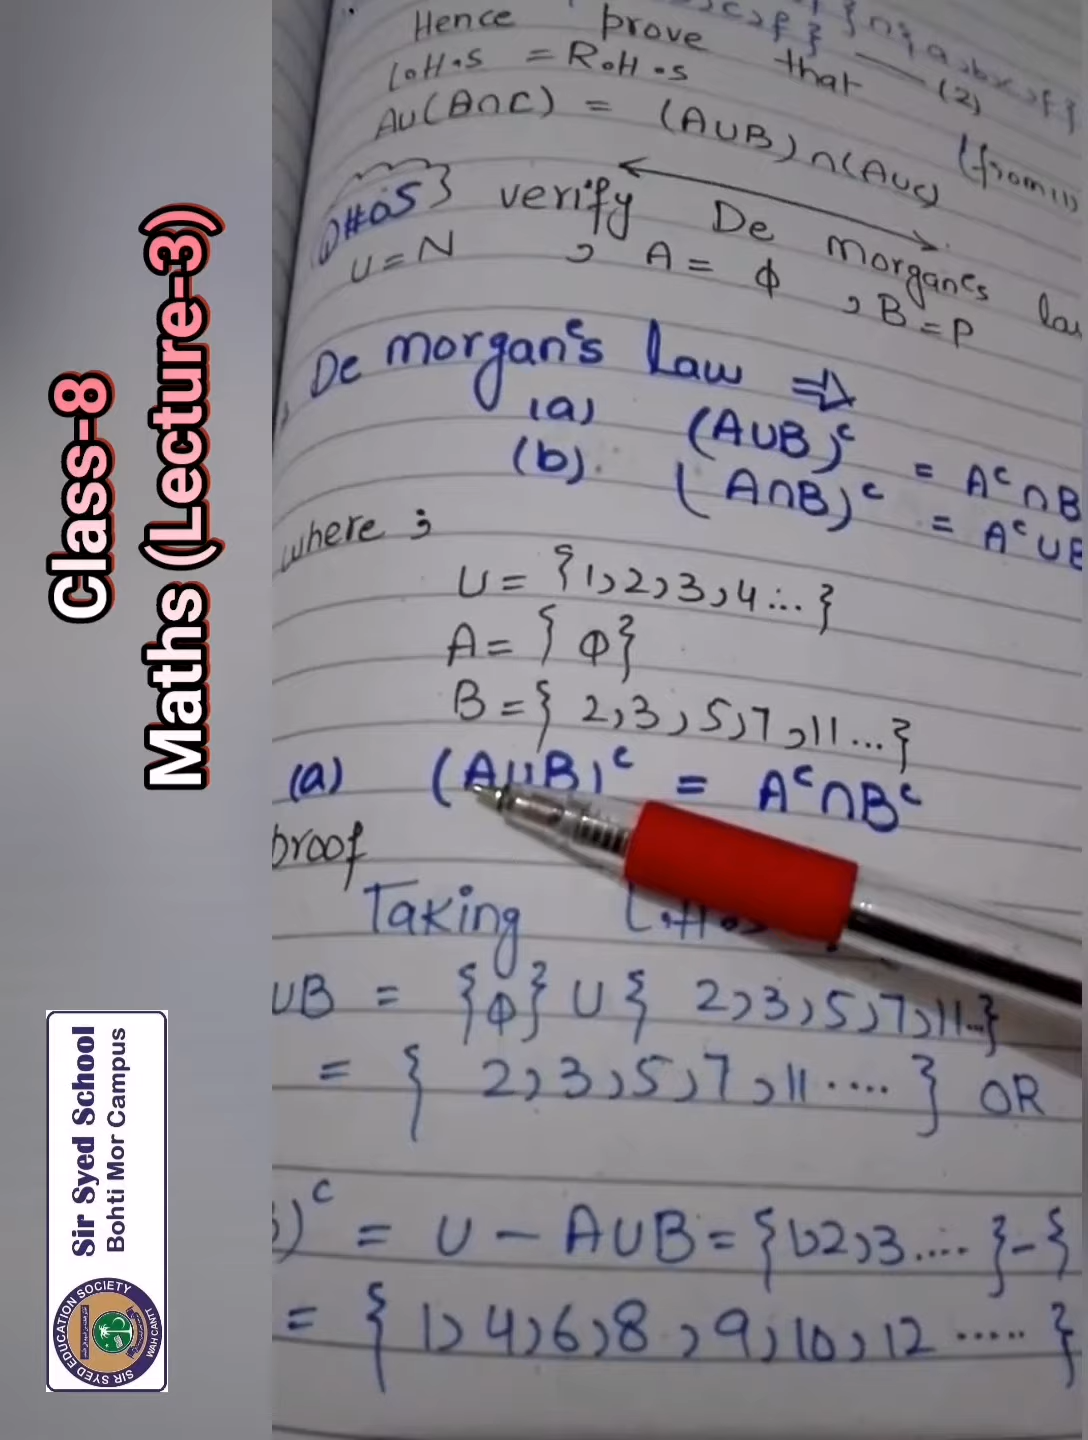 Class-8
Maths (Lecture-3)
Sir Syed School
Bohti Mor Campus
SIR SYED EDUCATION SOCIETY
WAH CANTT
Hence prove that
L.H.S = R.H.S
A∪(B∩C) = (A∪B)∩(A∪C)
(2)
(from(1)
Q#05} verify De morgan's
U=N , A= ϕ , B=P
De morgan's Law ⇒
(a) (A∪B)ᶜ = Aᶜ∩B
(b). (A∩B)ᶜ = Aᶜ∪B
where ;
U = {1,2,3,4...}
A= {ϕ}
B={ 2,3,5,7,11...}
(a) (A∪B)ᶜ = Aᶜ∩Bᶜ
proof
Taking L.H.S
∪B = {ϕ} ∪ { 2,3,5,7,11..}
= { 2,3,5,7,11....} OR
)ᶜ = U - A∪B = {1,2,3....}-{
= {1,4,6,8,9,10,12.....}